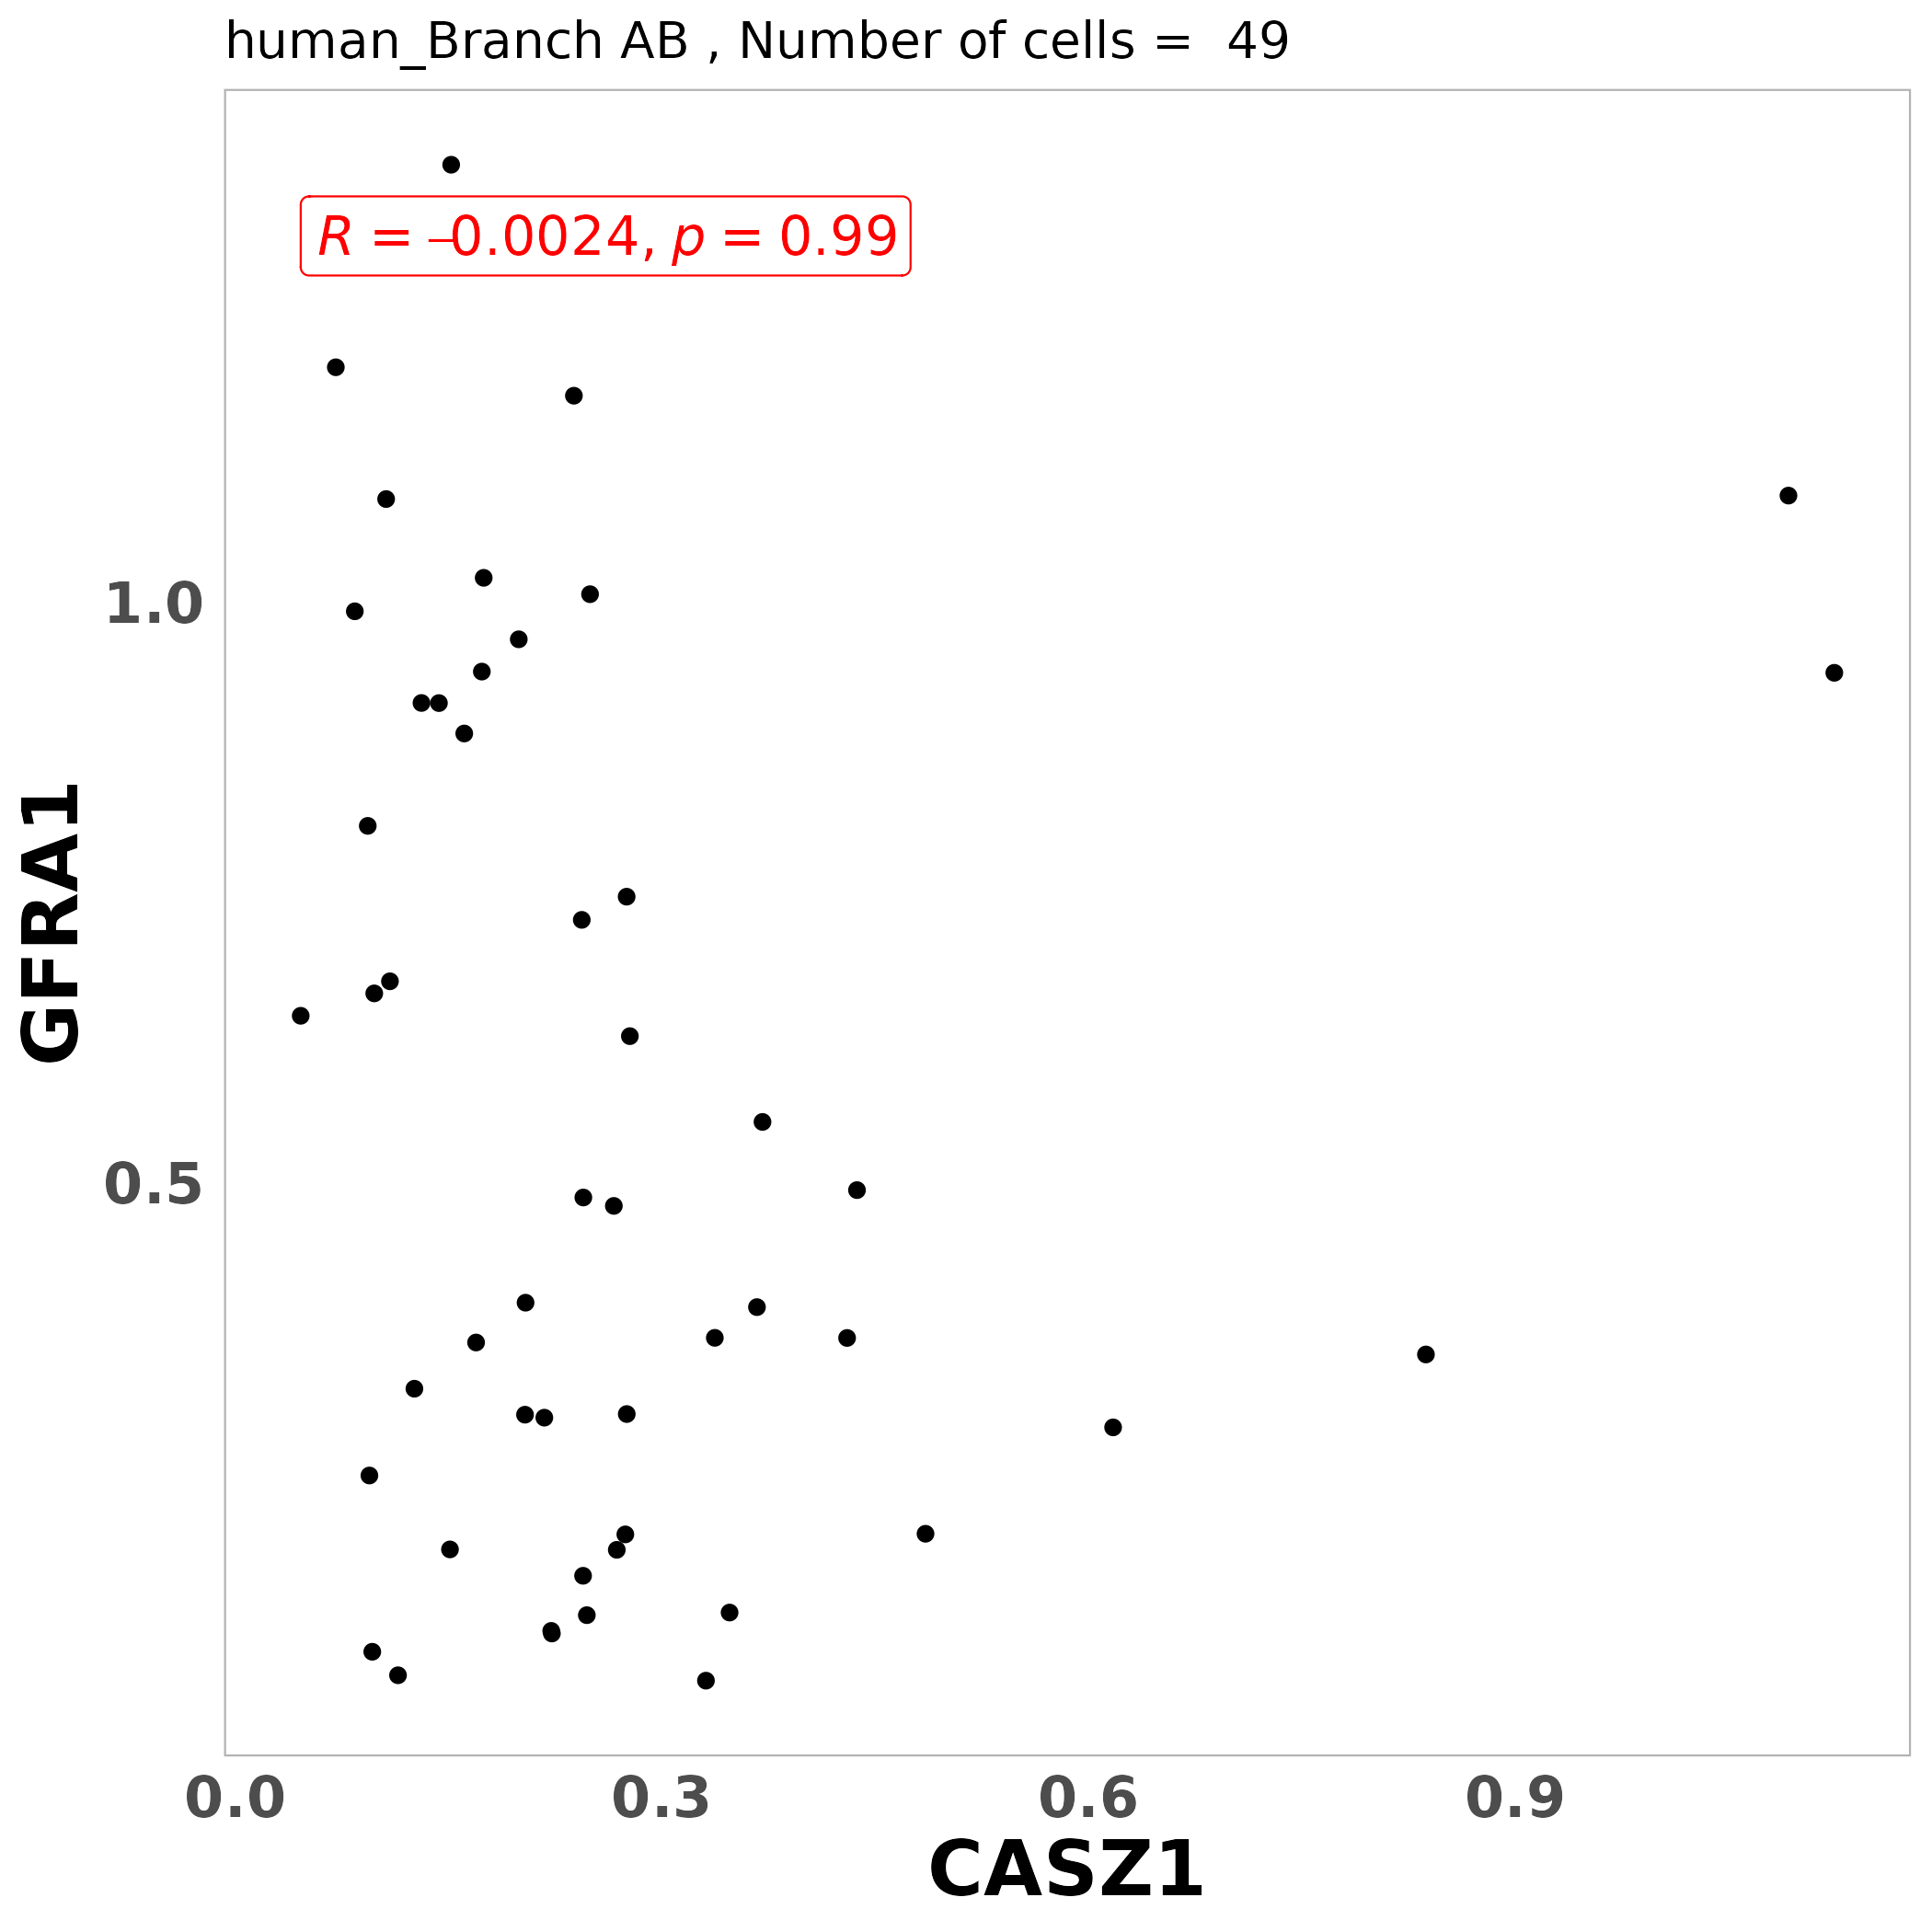 human_Branch AB , Number of cells =  49
R = –0.0024, p = 0.99
1.0
GFRA1
0.5
0.0 0.3 0.6 0.9
CASZ1